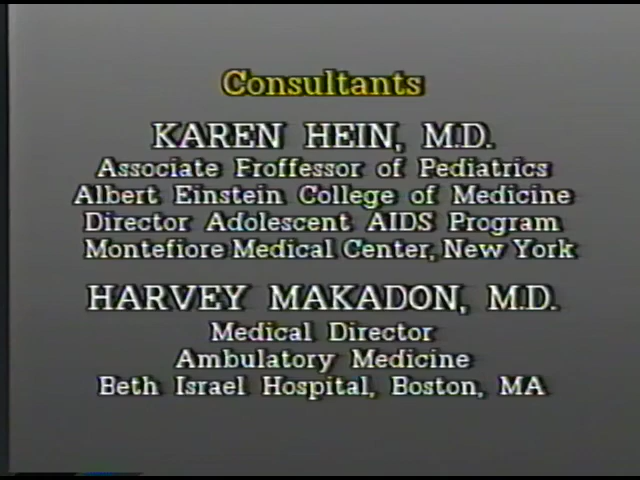 Consultants
KAREN HEIN, M.D.
Associate Froffessor of Pediatrics
Albert Einstein College of Medicine
Director Adolescent AIDS Program
Montefiore Medical Center, New York
HARVEY MAKADON, M.D.
Medical Director
Ambulatory Medicine
Beth Israel Hospital, Boston, MA